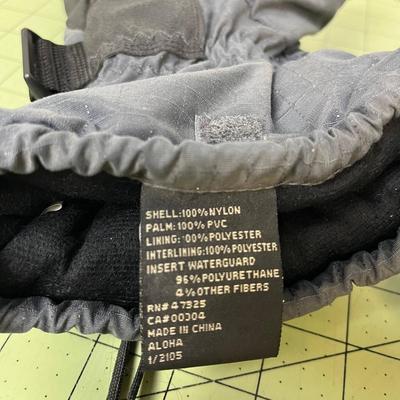 SHELL:100%NYLON
PALM: 100% PVC
LINING: 00%POLYESTER
INTERLINING: 100%POLYESTER
INSERT WATERGUARD
96% POLYURETHANE
4% OTHER FIBERS
RN# 47325
CA#00304
MADE IN CHINA
ALOHA
1/2105